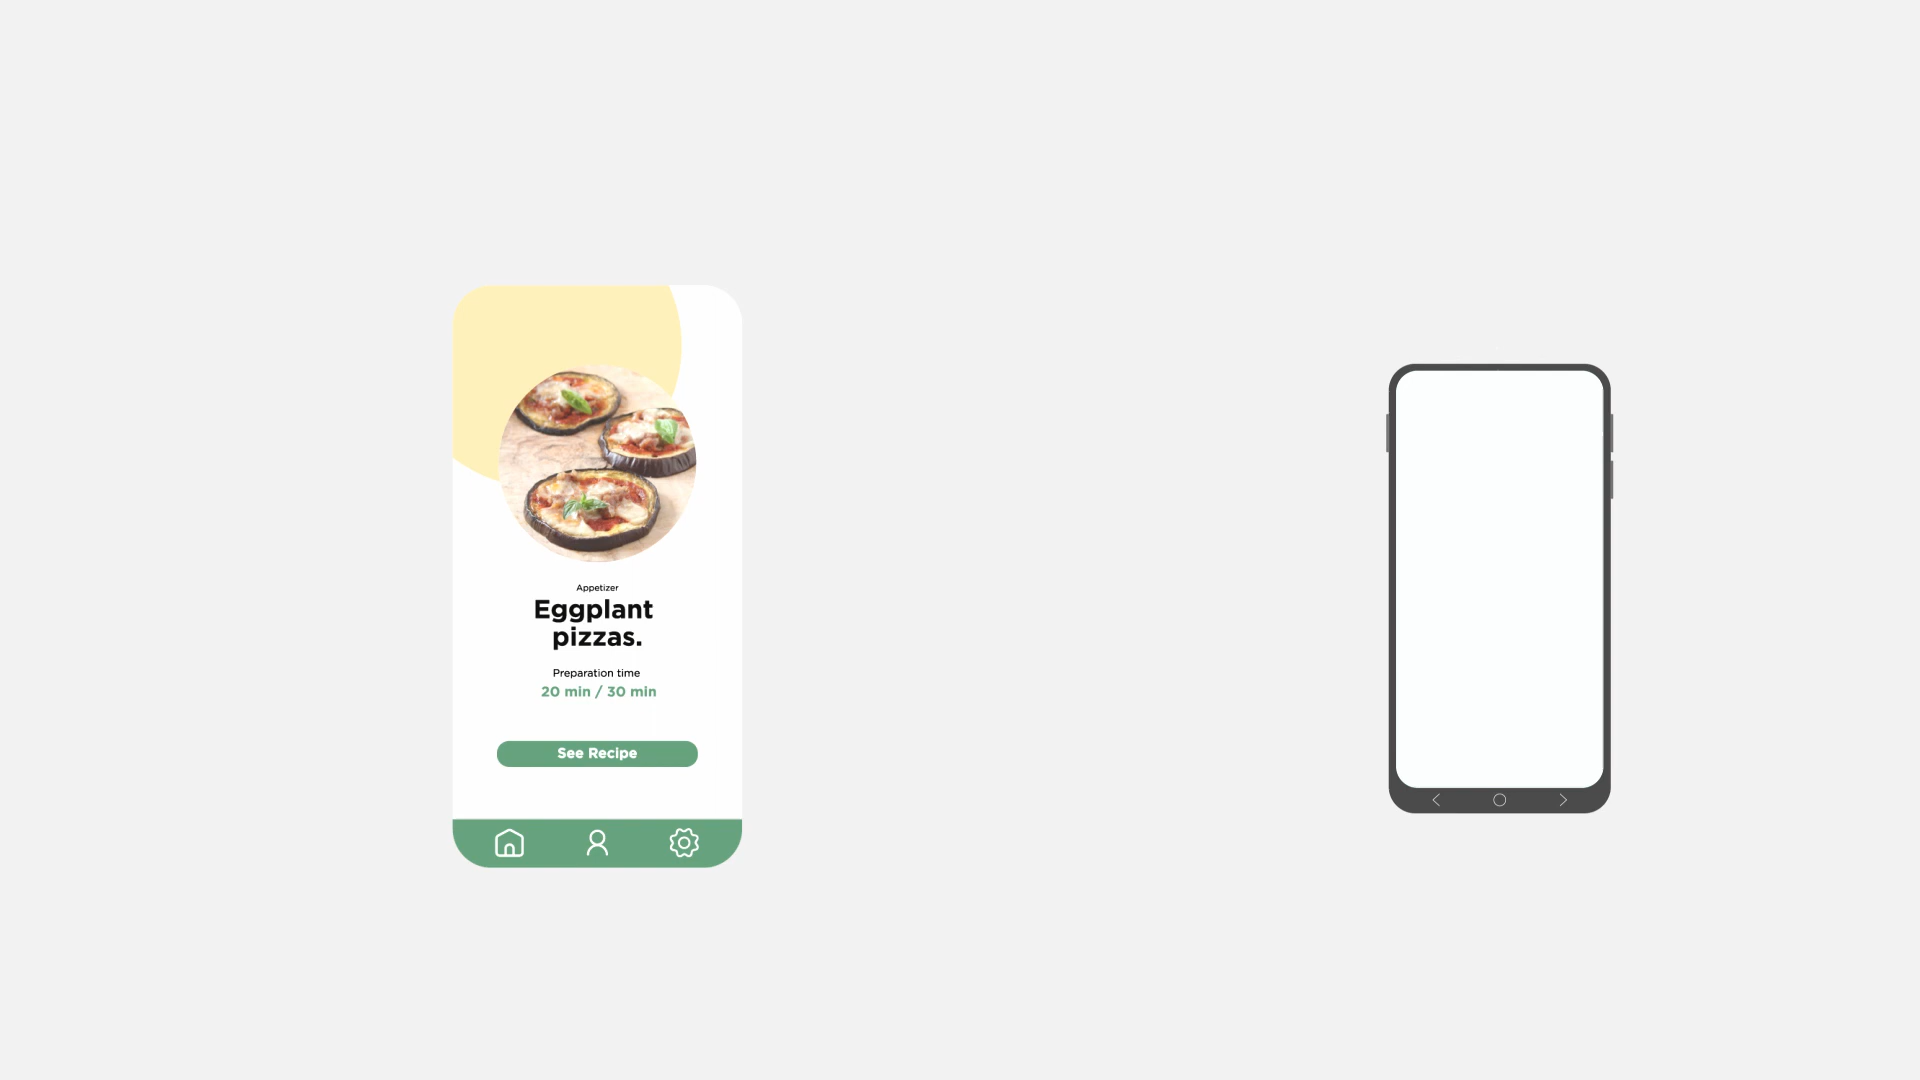 Appetizer
Eggplant
pizzas.
Preparation time
20 min / 30 min
See Recipe